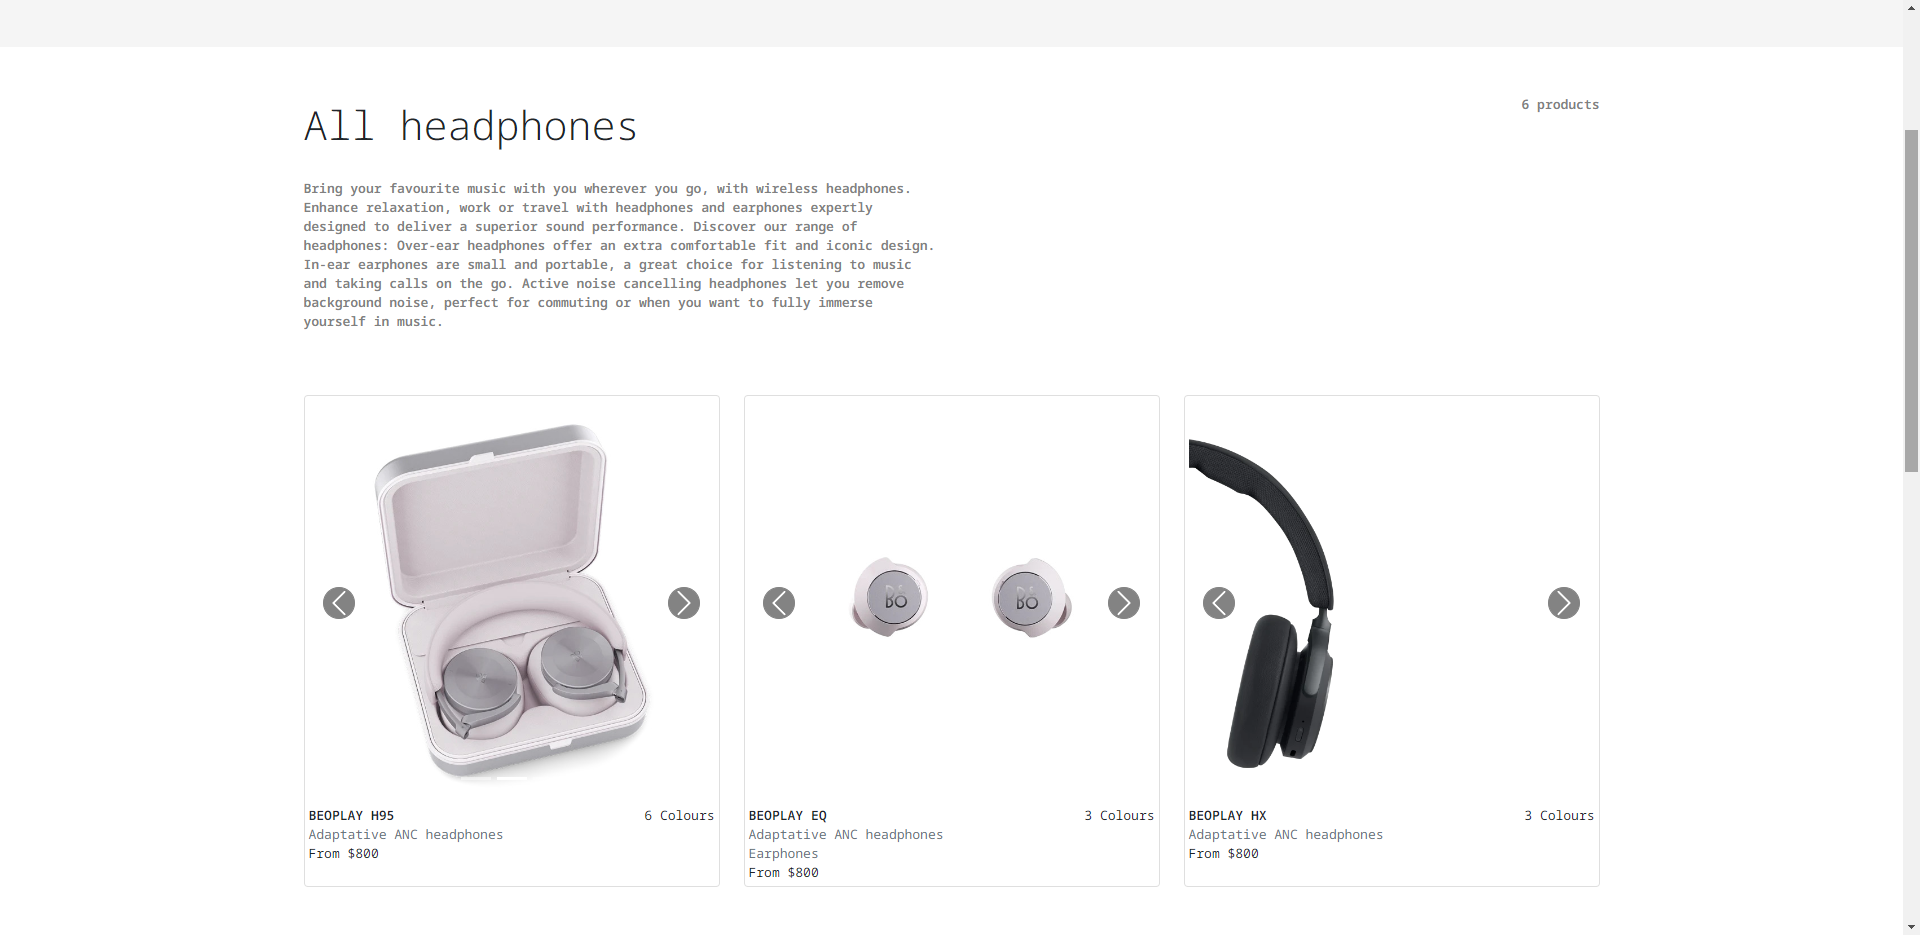 All headphones
6 products
Bring your favourite music with you wherever you go, with wireless headphones.
Enhance relaxation, work or travel with headphones and earphones expertly
designed to deliver a superior sound performance. Discover our range of
headphones: Over-ear headphones offer an extra comfortable fit and iconic design.
In-ear earphones are small and portable, a great choice for listening to music
and taking calls on the go. Active noise cancelling headphones let you remove
background noise, perfect for commuting or when you want to fully immerse
yourself in music.
BEOPLAY H95
6 Colours
Adaptative ANC headphones
From $800
BEOPLAY EQ
3 Colours
Adaptative ANC headphones
Earphones
From $800
BEOPLAY HX
3 Colours
Adaptative ANC headphones
From $800